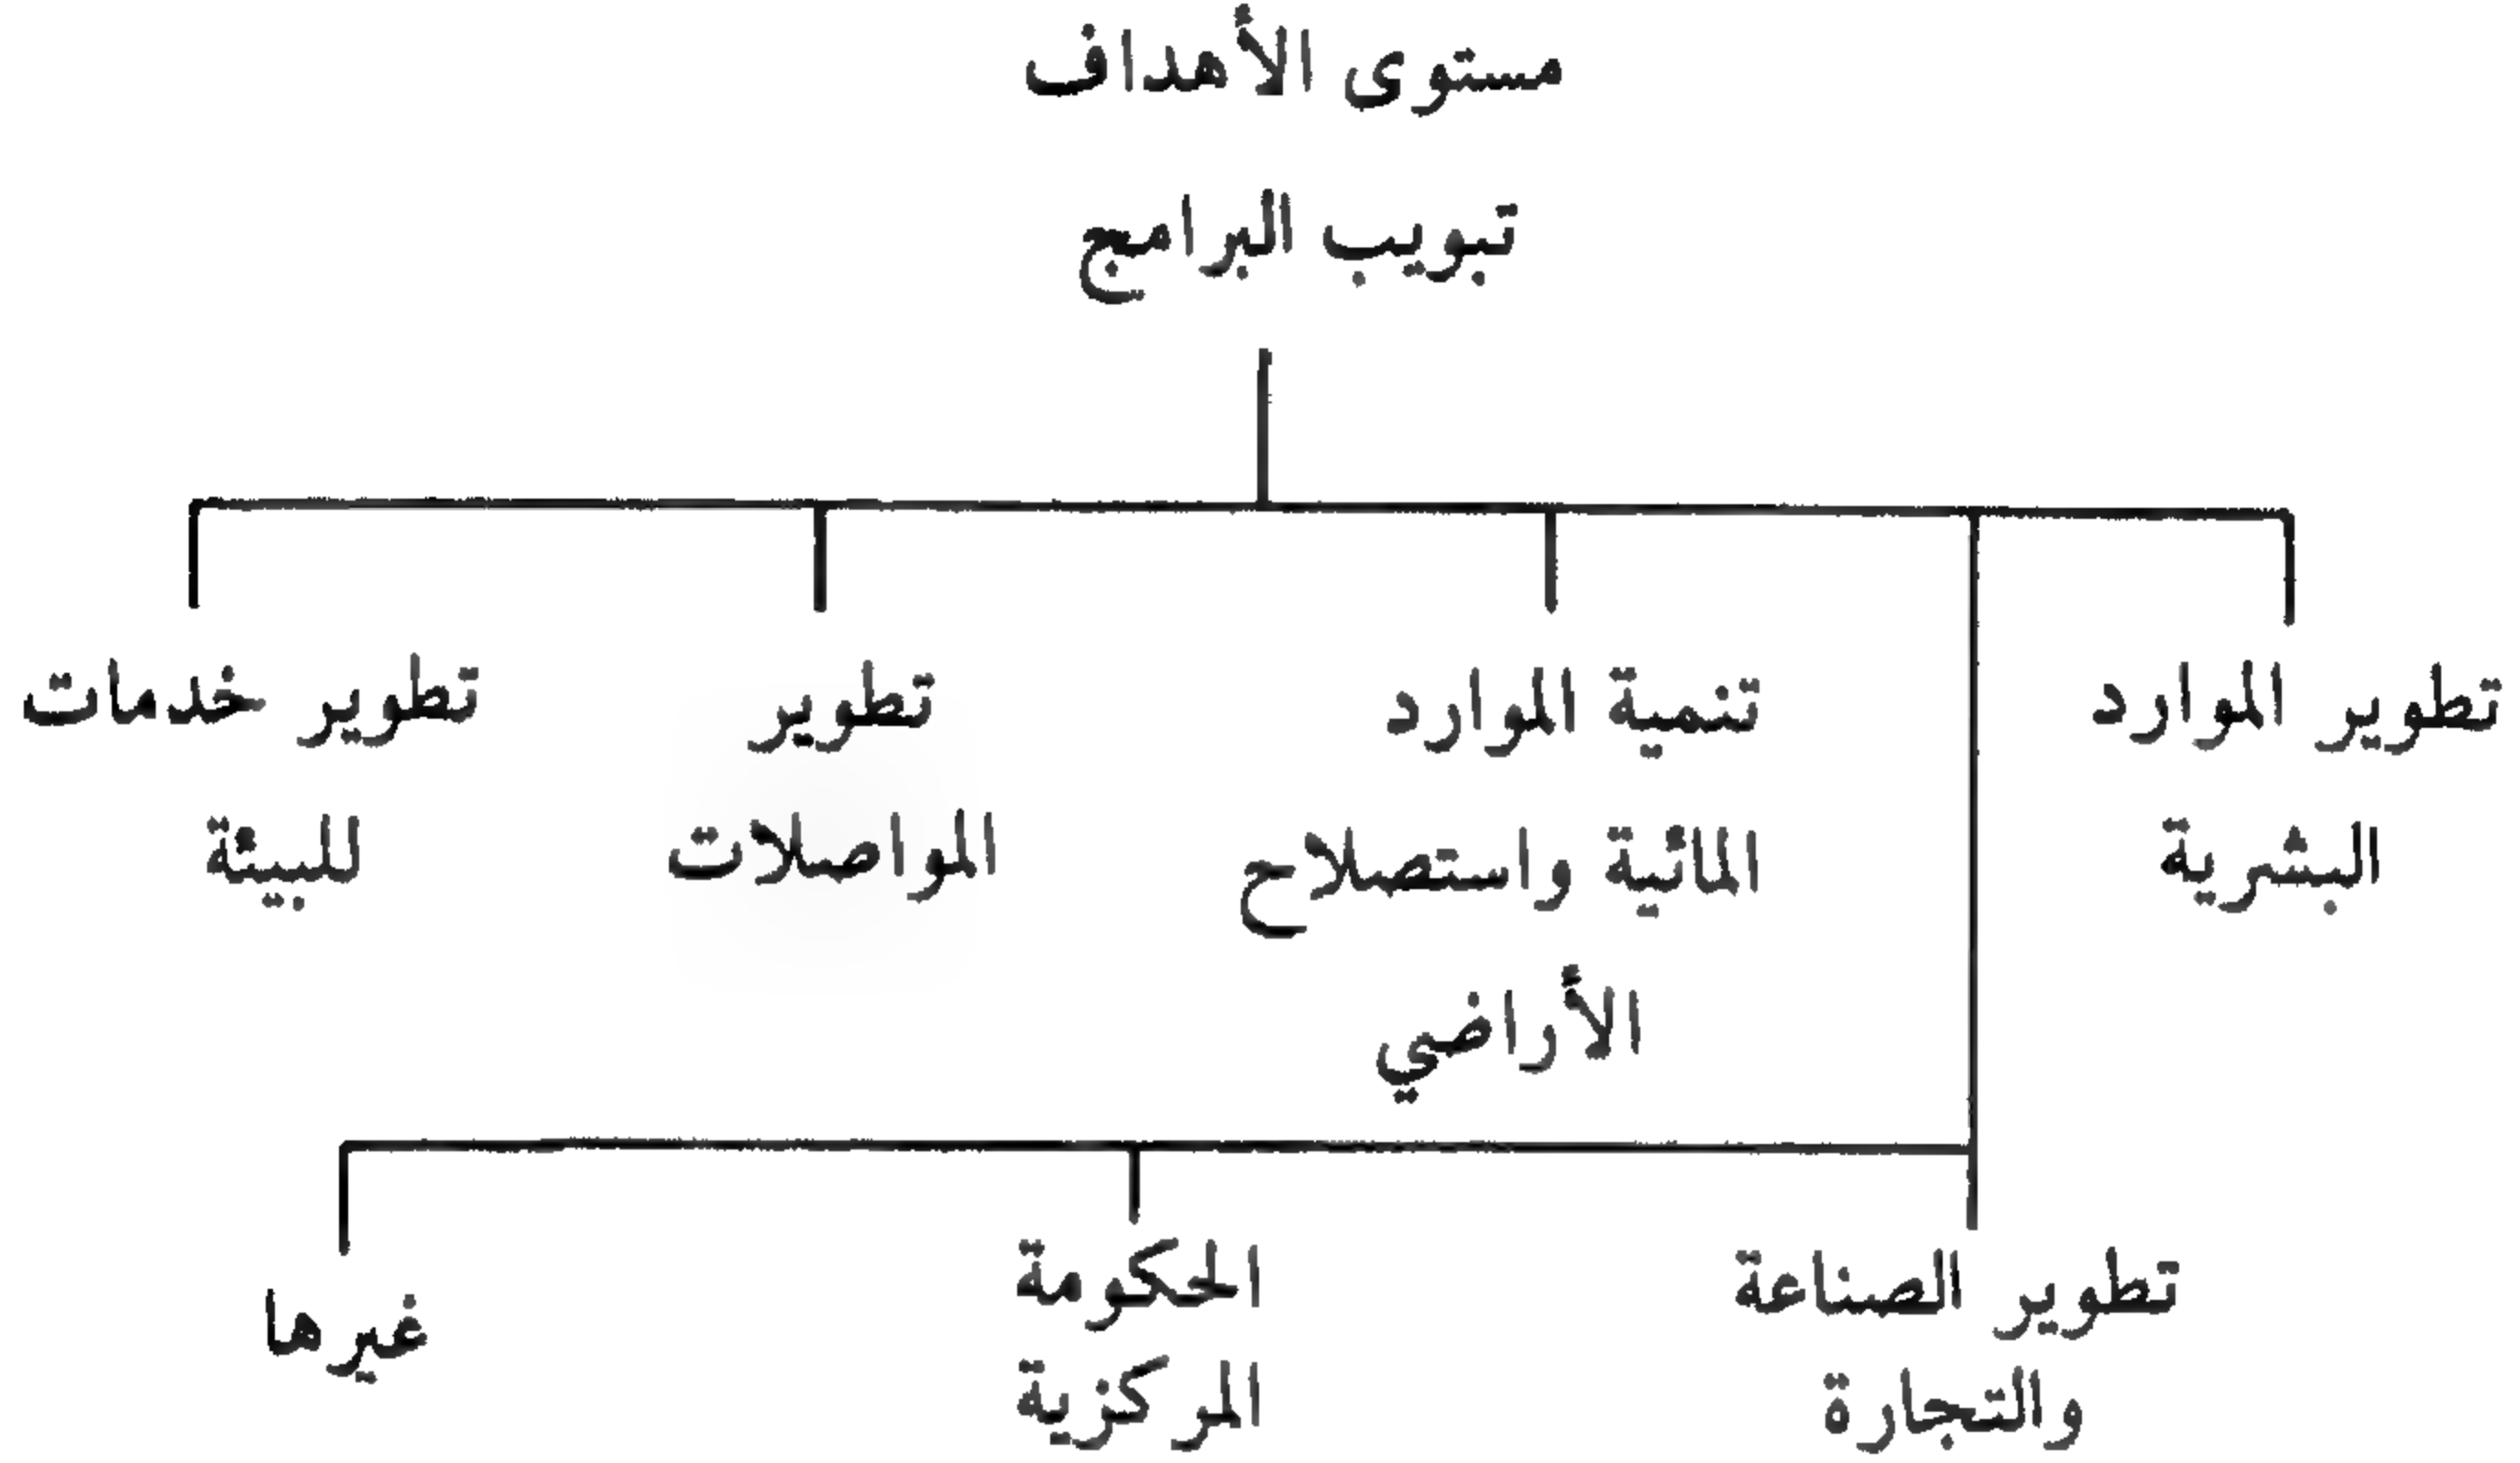 مستوى الأهداف
تبويب البرامج
تطوير الموارد
البشرية
تنمية الموارد
المائية واستصلاح
الأراضي
تطوير
المواصلات
تطوير خدمات
للبيئة
تطوير الصناعة
والتجارة
الحكومة
المركزية
غيرها